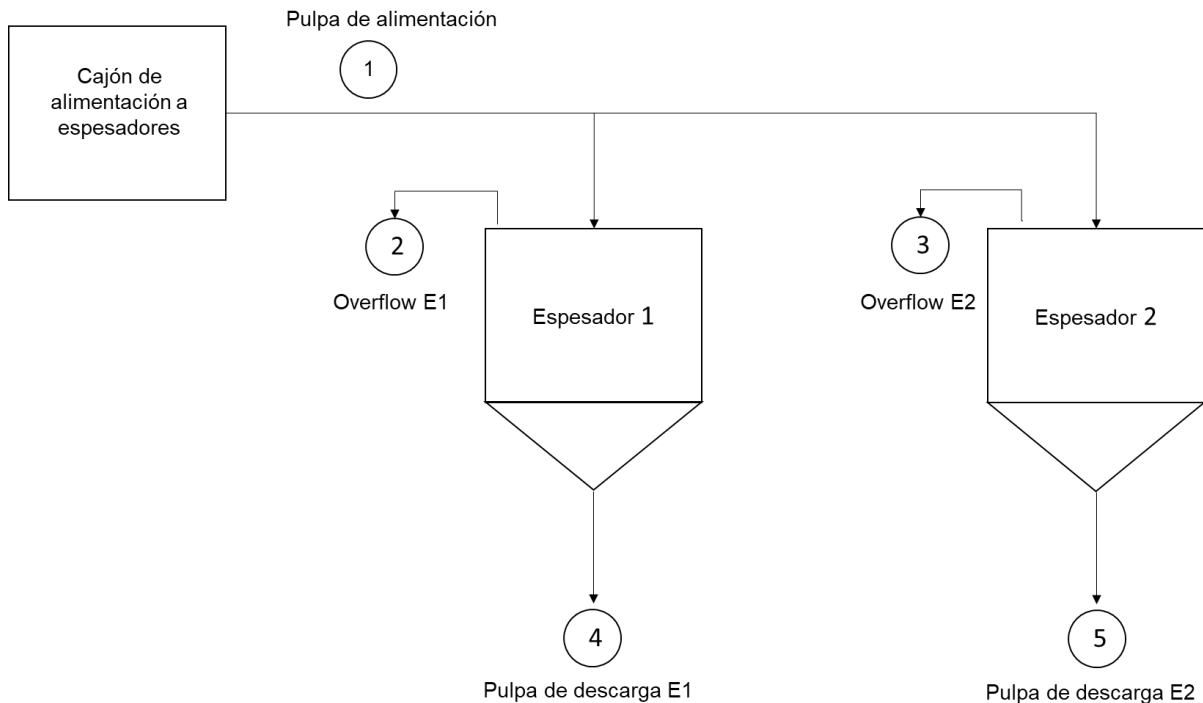 Pulpa de alimentación
1
Cajón de
alimentación a
espesadores
2
Overflow E1
Espesador 1
3
Overflow E2
Espesador 2
4
Pulpa de descarga E1
5
Pulpa de descarga E2